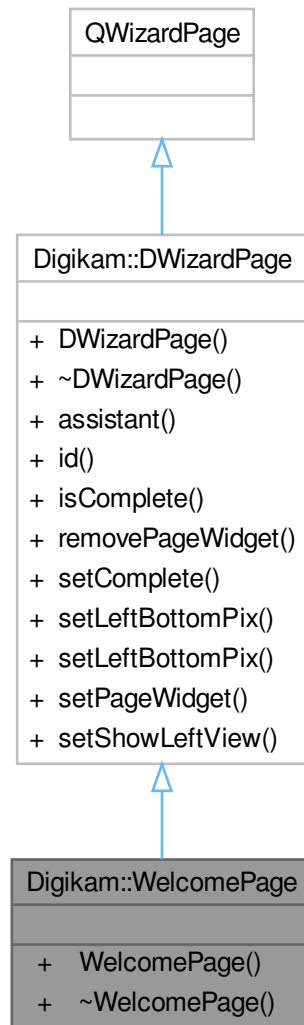 QWizardPage
Digikam::DWizardPage
+ DWizardPage()
+ ~DWizardPage()
+ assistant()
+ id()
+ isComplete()
+ removePageWidget()
+ setComplete()
+ setLeftBottomPix()
+ setLeftBottomPix()
+ setPageWidget()
+ setShowLeftView()
Digikam::WelcomePage
+ WelcomePage()
+ ~WelcomePage()